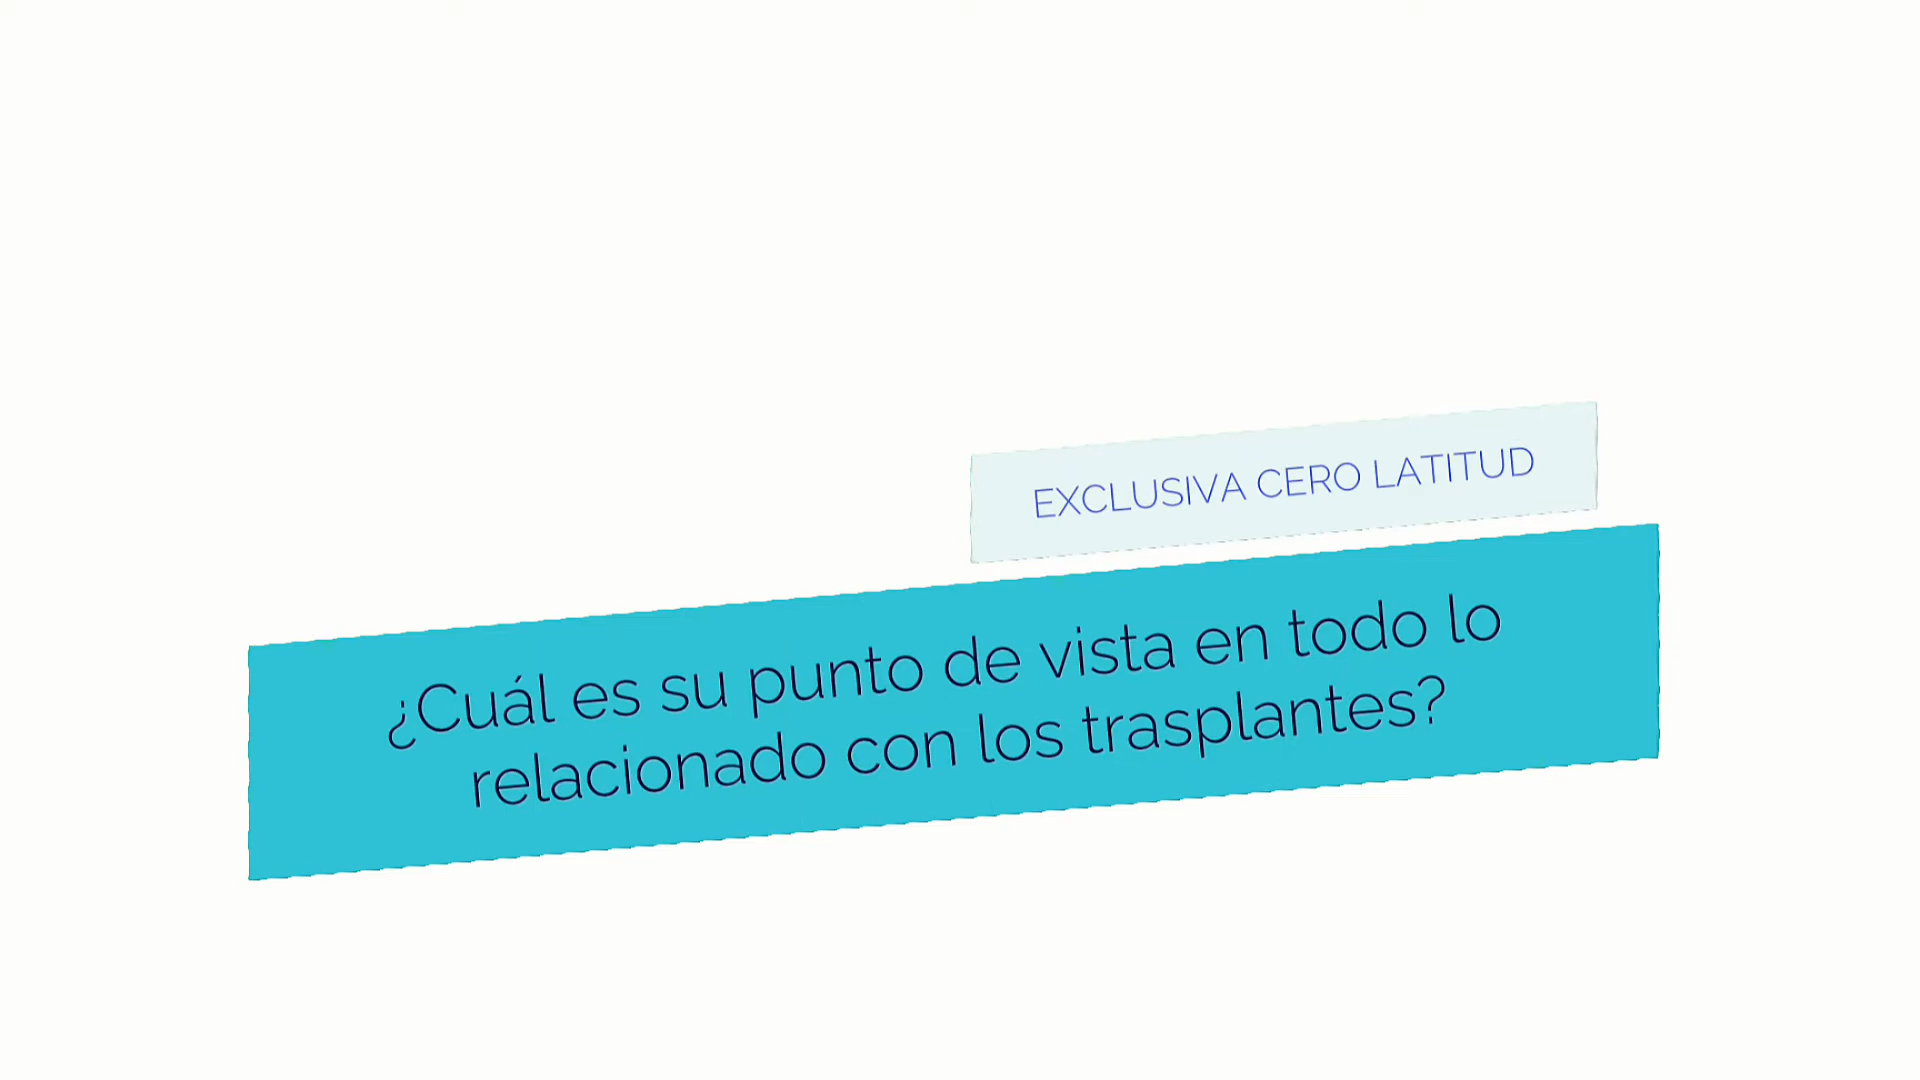 EXCLUSIVA CERO LATITUD
¿Cuál es su punto de vista en todo lo
relacionado con los trasplantes?